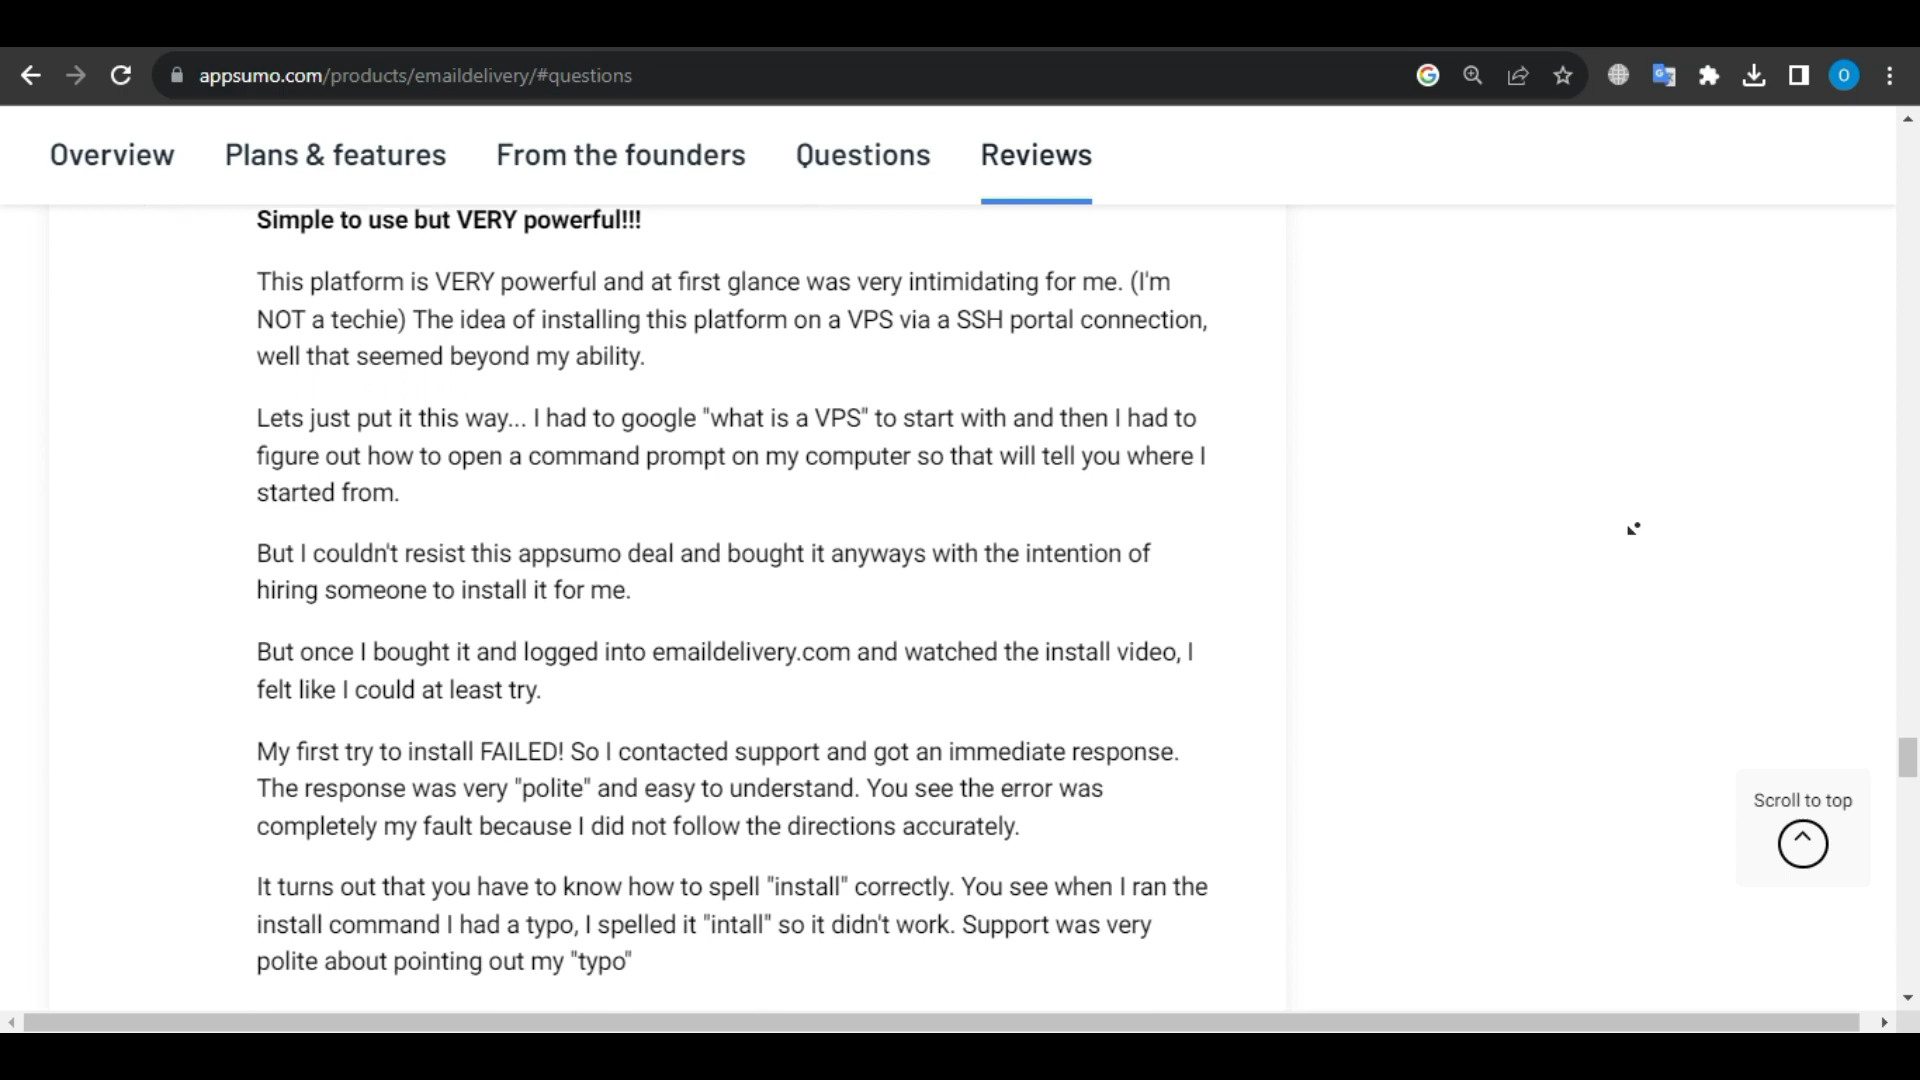 appsumo.com/products/emaildelivery/#questions
O
Overview Plans & features From the founders Questions Reviews
Simple to use but VERY powerful!!!
This platform is VERY powerful and at first glance was very intimidating for me. (I'm
NOT a techie) The idea of installing this platform on a VPS via a SSH portal connection,
well that seemed beyond my ability.
Lets just put it this way... I had to google "what is a VPS" to start with and then I had to
figure out how to open a command prompt on my computer so that will tell you where I
started from.
But I couldn't resist this appsumo deal and bought it anyways with the intention of
hiring someone to install it for me.
But once I bought it and logged into emaildelivery.com and watched the install video, I
felt like I could at least try.
My first try to install FAILED! So I contacted support and got an immediate response.
The response was very "polite" and easy to understand. You see the error was
completely my fault because I did not follow the directions accurately.
It turns out that you have to know how to spell "install" correctly. You see when I ran the
install command I had a typo, I spelled it "intall" so it didn't work. Support was very
polite about pointing out my "typo"
Scroll to top